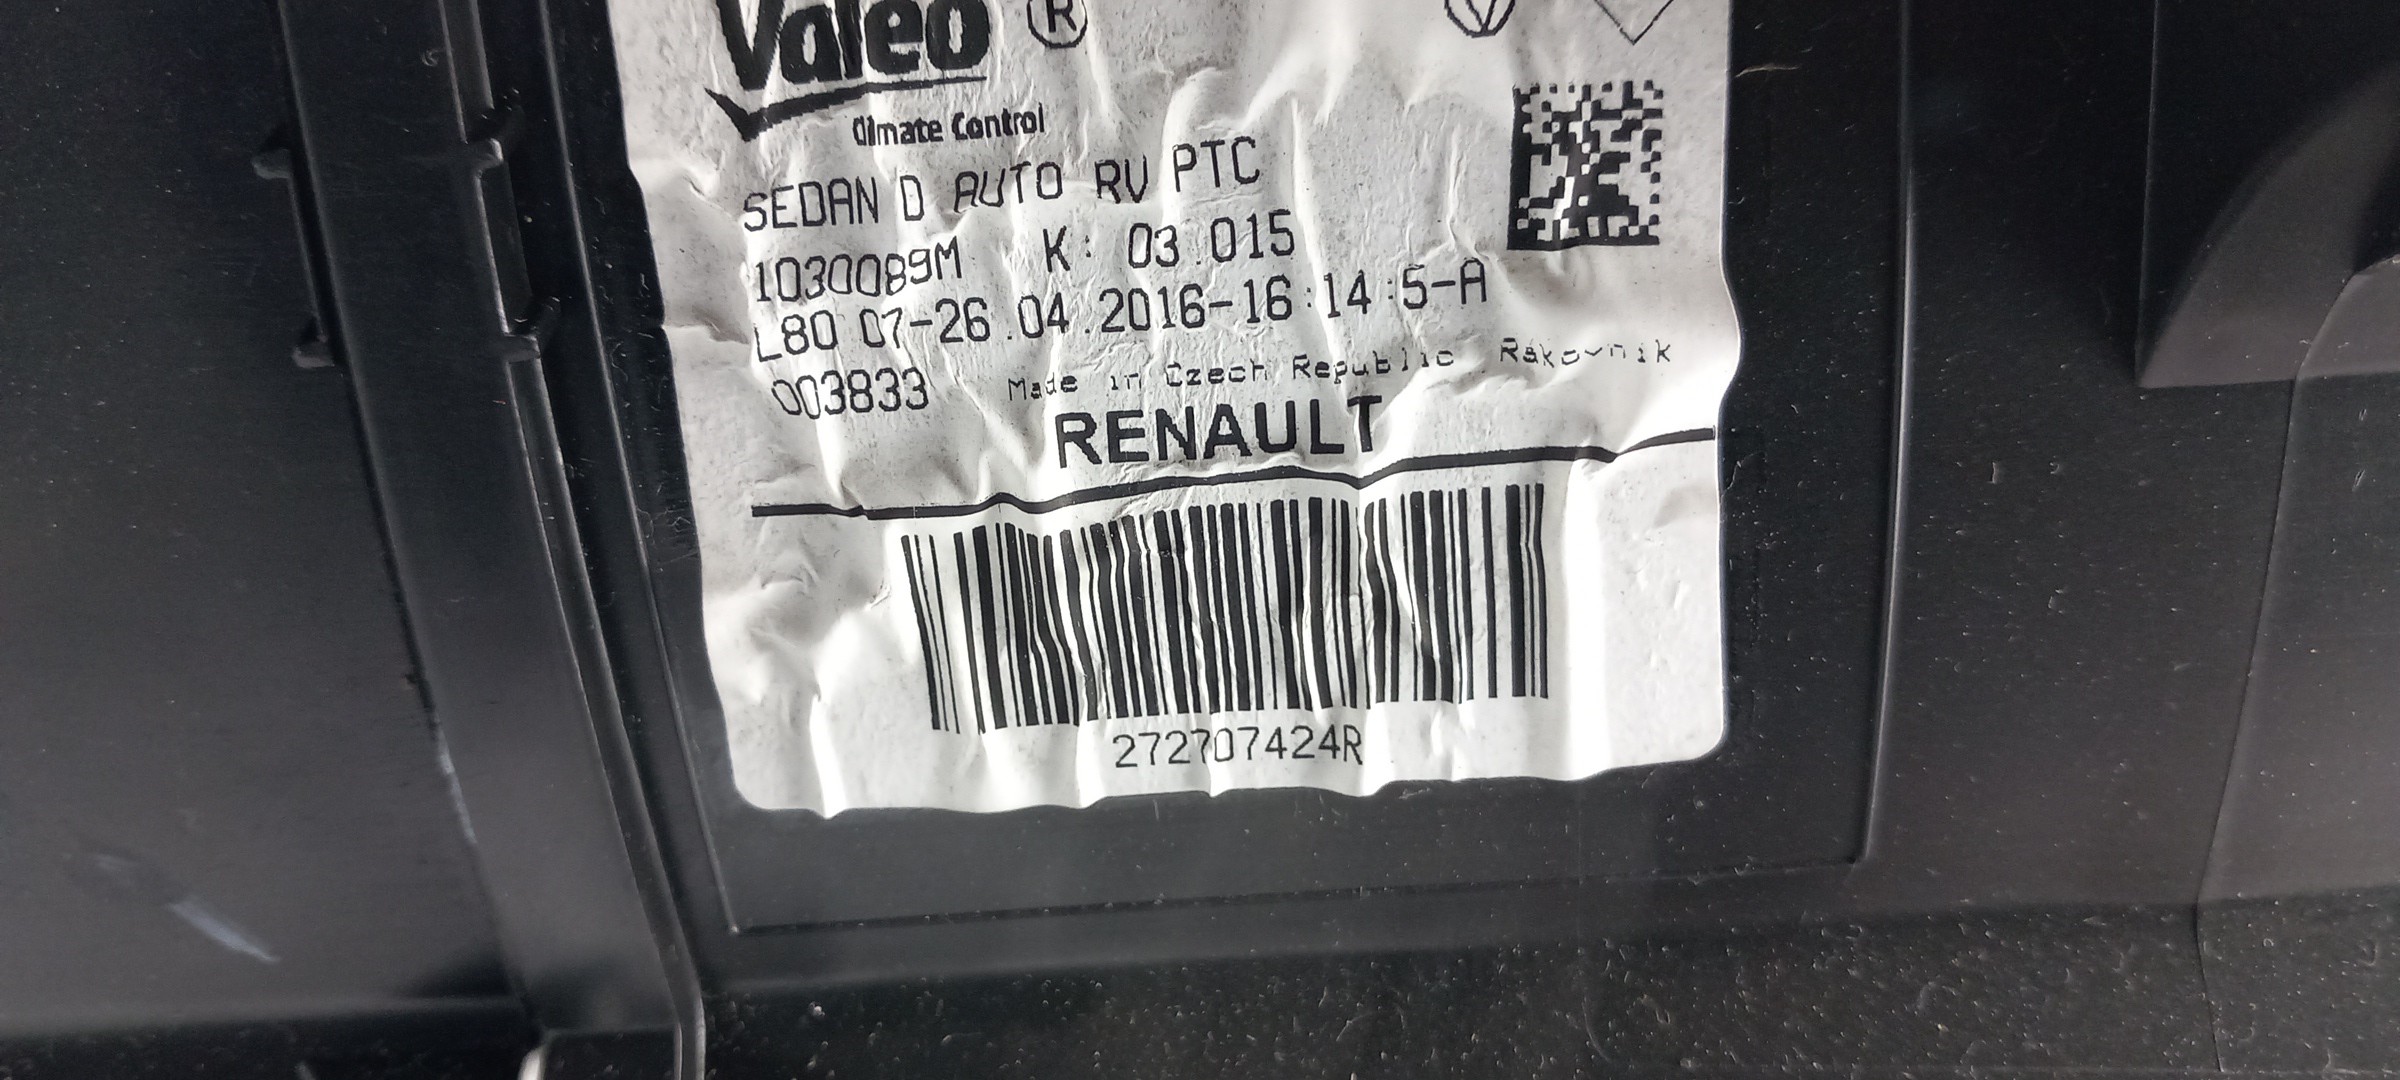 Valeo ®
Climate Control
SEDAN D AUTO RV PTC
1030089M K: 03.015
L80 07-26.04.2016-16:14:5-A
003833 Made in Czech Republic Rakovnik
RENAULT
272707424R